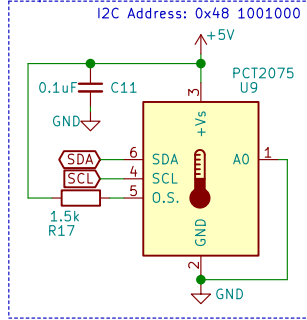 I2C Address: 0x48 1001000
+5V
PCT2075
U9
0.1uF C11
GND
3
+Vs
SDA 6 SDA
SCL 4 SCL
5 O.S.
A0 1
1.5k
R17
GND
2
GND